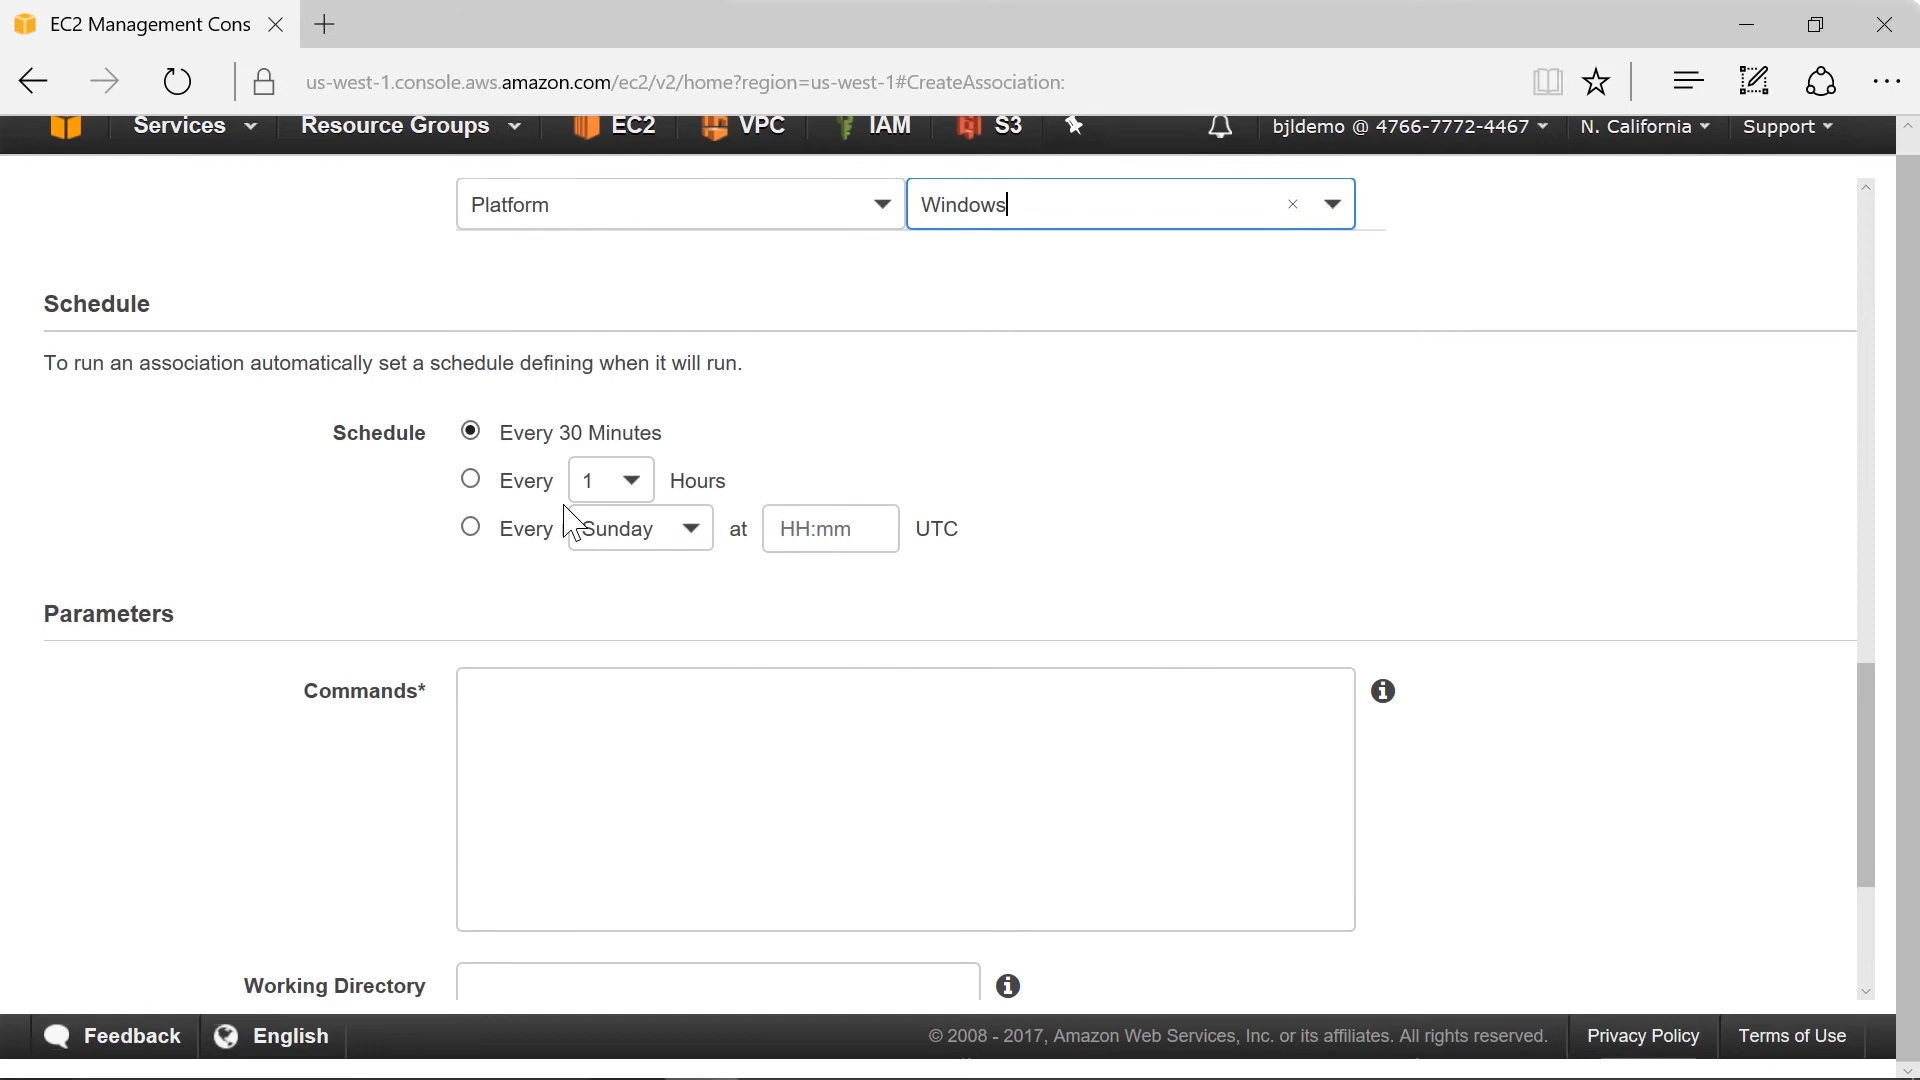 EC2 Management Cons
us-west-1.console.aws.amazon.com/ec2/v2/home?region=us-west-1#CreateAssociation:
Services Resource Groups EC2 VPC IAM S3 bjldemo @ 4766-7772-4467 N. California Support
Platform Windows
Schedule
To run an association automatically set a schedule defining when it will run.
Schedule Every 30 Minutes
Every 1 Hours
Every Sunday at HH:mm UTC
Parameters
Commands*
Working Directory
Feedback English © 2008 - 2017, Amazon Web Services, Inc. or its affiliates. All rights reserved. Privacy Policy Terms of Use